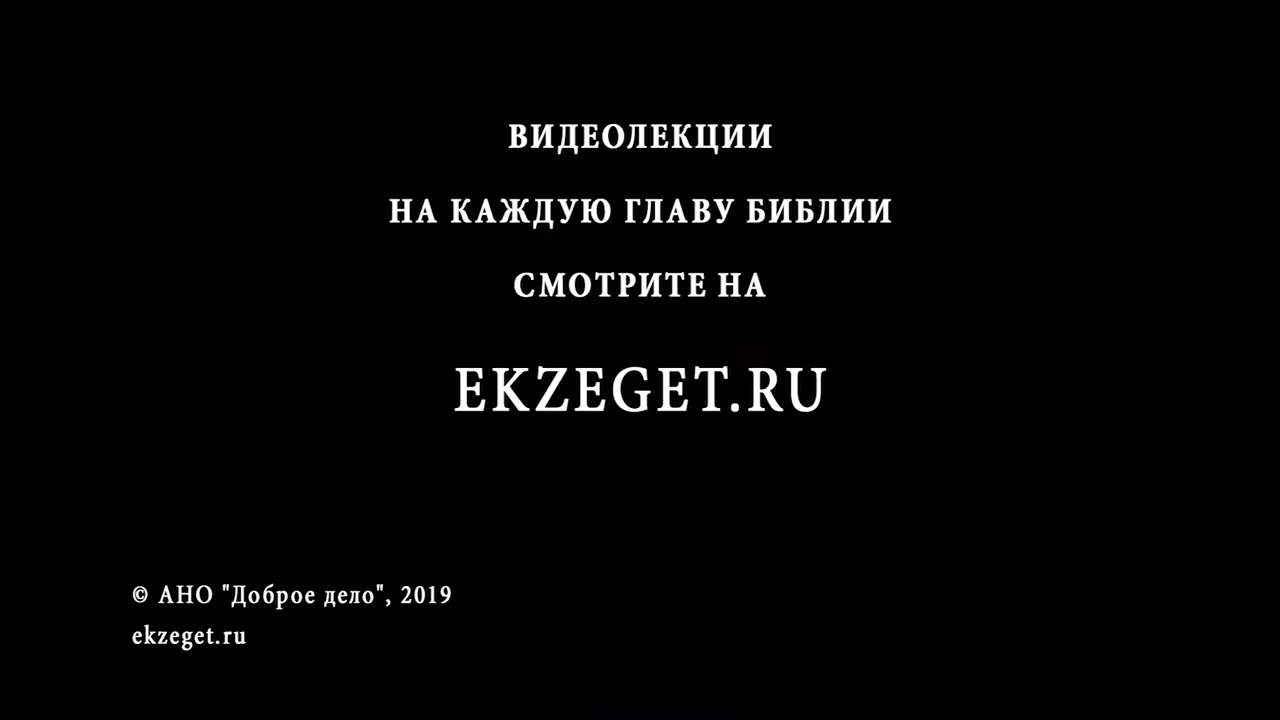 ВИДЕОЛЕКЦИИ
НА КАЖДУЮ ГЛАВУ БИБЛИИ
СМОТРИТЕ НА
EKZEGET.RU
© АНО "Доброе дело", 2019
ekzeget.ru